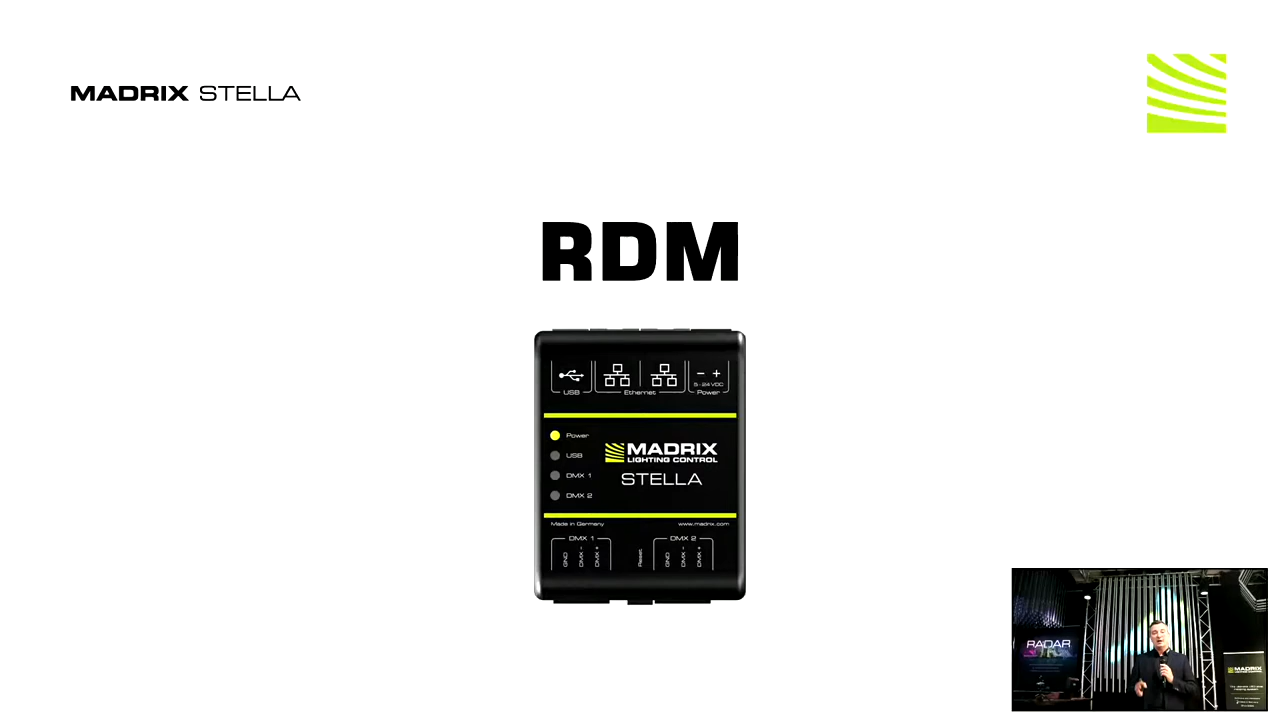 MADRIX STELLA
RDM
USB
Ethernet
5 - 24 VDC
Power
Power
USB
DMX 1
DMX 2
MADRIX
LIGHTING CONTROL
STELLA
Made in Germany
www.madrix.com
DMX 1
DMX 2
GND
DMX -
DMX +
Reset
GND
DMX -
DMX +
RADAR
MADRIX
LIGHTING CONTROL